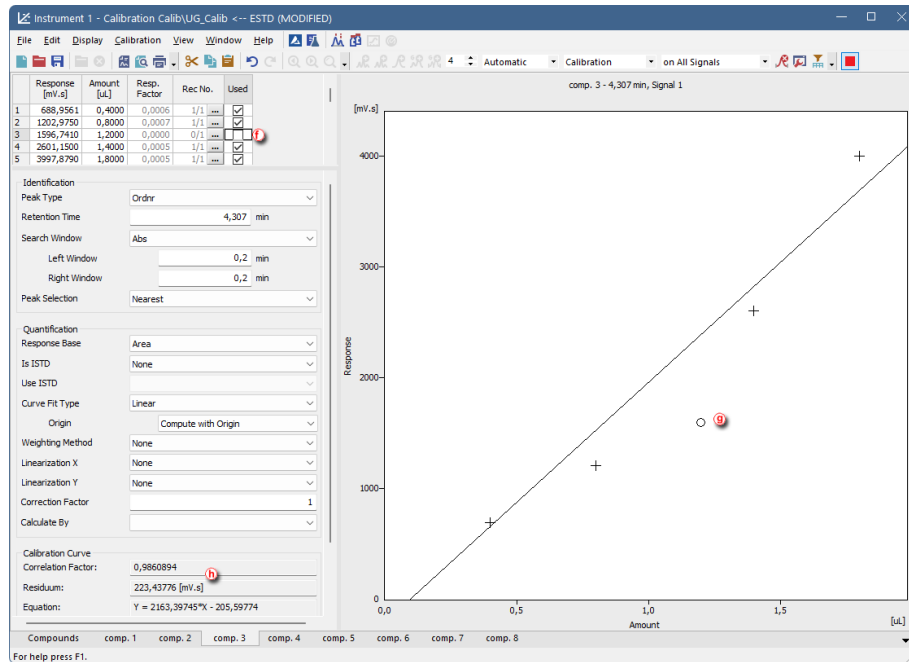 Instrument 1 - Calibration Calib\UG_Calib <-- ESTD (MODIFIED)
File Edit Display Calibration View Window Help
4 Automatic Calibration on All Signals
Response [mV.s] Amount [uL] Resp. Factor Rec No. Used
1 688,9561 0,4000 0,0006 1/1 ...
2 1202,9750 0,8000 0,0007 1/1 ...
3 1596,7410 1,2000 0,0000 0/1 ... f
4 2601,1500 1,4000 0,0005 1/1 ...
5 3997,8790 1,8000 0,0005 1/1 ...
Identification
Peak Type Ordnr
Retention Time 4,307 min
Search Window Abs
Left Window 0,2 min
Right Window 0,2 min
Peak Selection Nearest
Quantification
Response Base Area
Is ISTD None
Use ISTD
Curve Fit Type Linear
Origin Compute with Origin
Weighting Method None
Linearization X None
Linearization Y None
Correction Factor 1
Calculate By
Calibration Curve
Correlation Factor: 0,9860894
h
Residuum: 223,43776 [mV.s]
Equation: Y = 2163,39745*X - 205,59774
comp. 3 - 4,307 min, Signal 1
[mV.s]
4000
3000
Response
2000
g
1000
0
0,0 0,5 1,0 1,5
Amount [uL]
Compounds comp. 1 comp. 2 comp. 3 comp. 4 comp. 5 comp. 6 comp. 7 comp. 8
For help press F1.